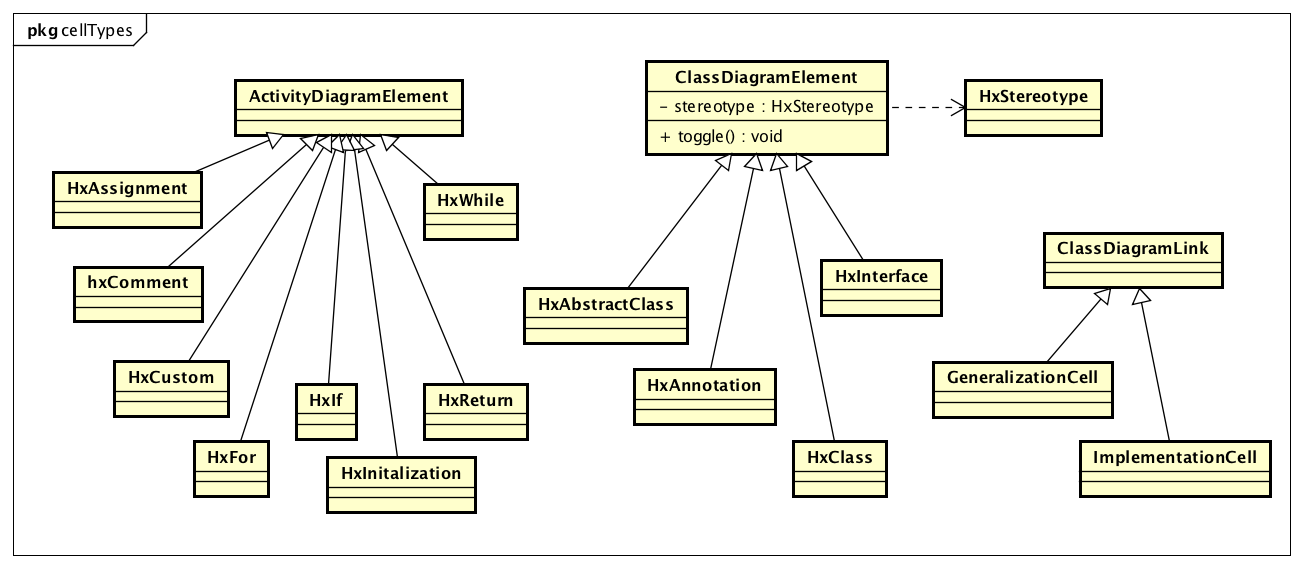 pkg cellTypes
ActivityDiagramElement
ClassDiagramElement
- stereotype : HxStereotype
+ toggle() : void
HxStereotype
HxAssignment
HxWhile
hxComment
HxCustom
HxIf
HxReturn
HxFor
HxInitalization
HxInterface
HxAbstractClass
HxAnnotation
HxClass
ClassDiagramLink
GeneralizationCell
ImplementationCell